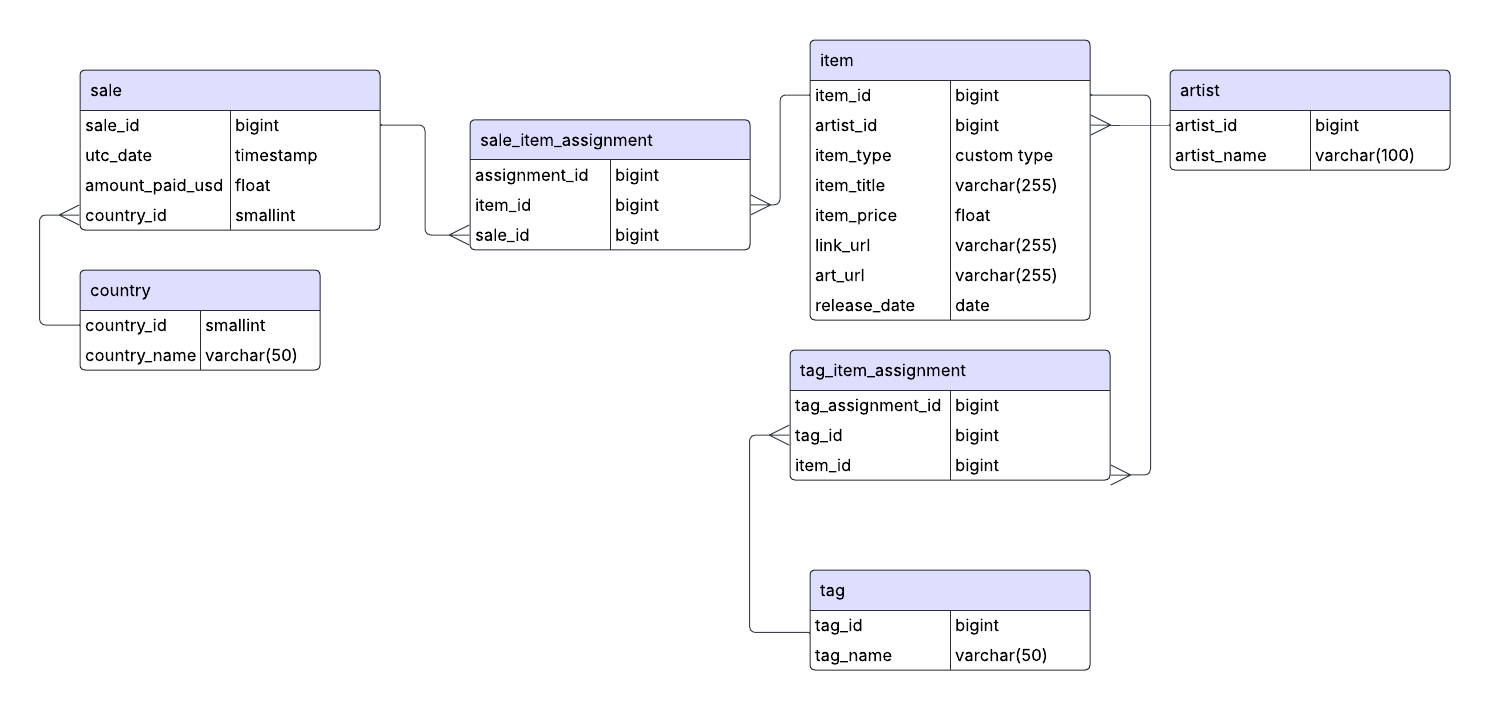 sale
sale_id bigint
utc_date timestamp
amount_paid_usd float
country_id smallint
country
country_id smallint
country_name varchar(50)
sale_item_assignment
assignment_id bigint
item_id bigint
sale_id bigint
item
item_id bigint
artist_id bigint
item_type custom type
item_title varchar(255)
item_price float
link_url varchar(255)
art_url varchar(255)
release_date date
artist
artist_id bigint
artist_name varchar(100)
tag_item_assignment
tag_assignment_id bigint
tag_id bigint
item_id bigint
tag
tag_id bigint
tag_name varchar(50)